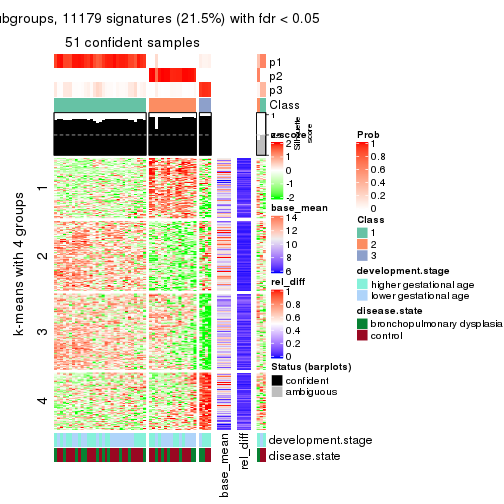 ubgroups, 11179 signatures (21.5%) with fdr < 0.05
51 confident samples
p1
p2
p3
Class
1
Silhouette
score
z-score
2
1
0
-1
-2
base_mean
14
12
10
8
6
rel_diff
1
0.8
0.6
0.4
0.2
0
Status (barplots)
confident
ambiguous
Prob
1
0.8
0.6
0.4
0.2
0
Class
1
2
3
development.stage
higher gestational age
lower gestational age
disease.state
bronchopulmonary dysplasia
control
k-means with 4 groups
1
2
3
4
development.stage
disease.state
base_mean
rel_diff